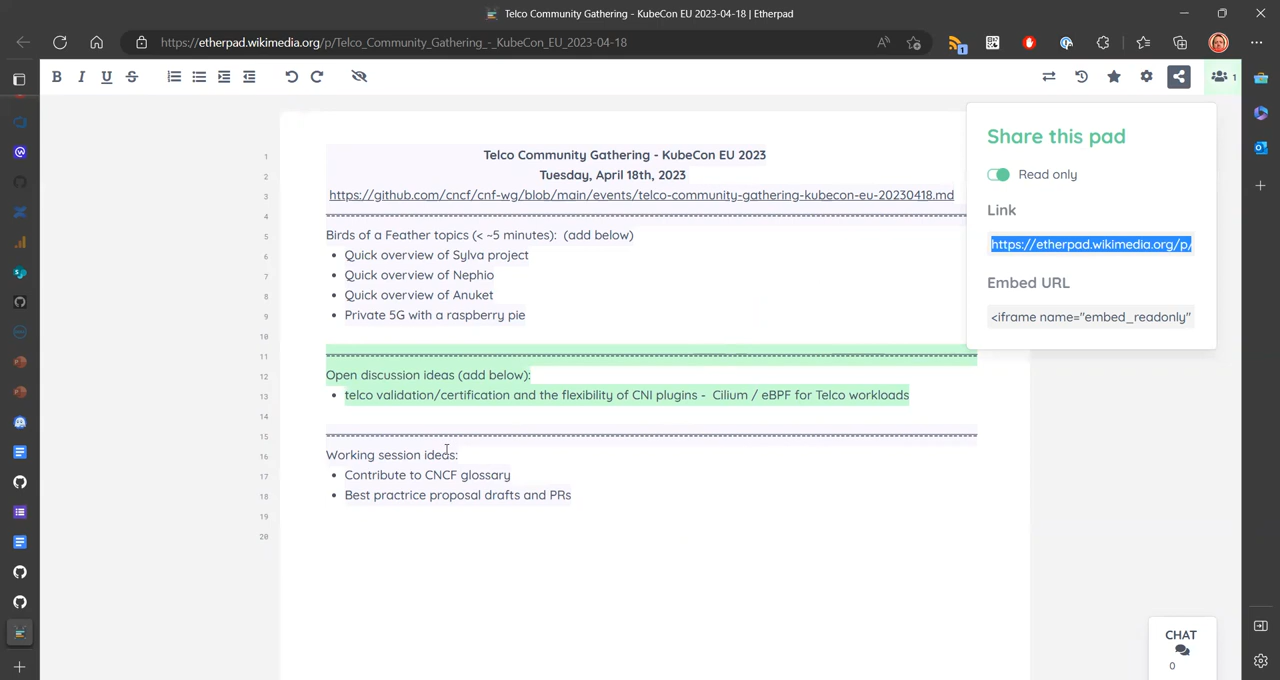 Telco Community Gathering - KubeCon EU 2023-04-18 | Etherpad
https://etherpad.wikimedia.org/p/Telco_Community_Gathering_-_KubeCon_EU_2023-04-18
1
B I U S
1
Share this pad
Read only
Link
https://etherpad.wikimedia.org/p/
Embed URL
<iframe name="embed_readonly"
1 Telco Community Gathering - KubeCon EU 2023
2 Tuesday, April 18th, 2023
3 https://github.com/cncf/cnf-wg/blob/main/events/telco-community-gathering-kubecon-eu-20230418.md
4
5 Birds of a Feather topics (< ~5 minutes): (add below)
6 • Quick overview of Sylva project
7 • Quick overview of Nephio
8 • Quick overview of Anuket
9 • Private 5G with a raspberry pie
10
11
12 Open discussion ideas (add below):
13 • telco validation/certification and the flexibility of CNI plugins - Cilium / eBPF for Telco workloads
14
15
16 Working session ideas:
17 • Contribute to CNCF glossary
18 • Best practrice proposal drafts and PRs
19
20
CHAT
0